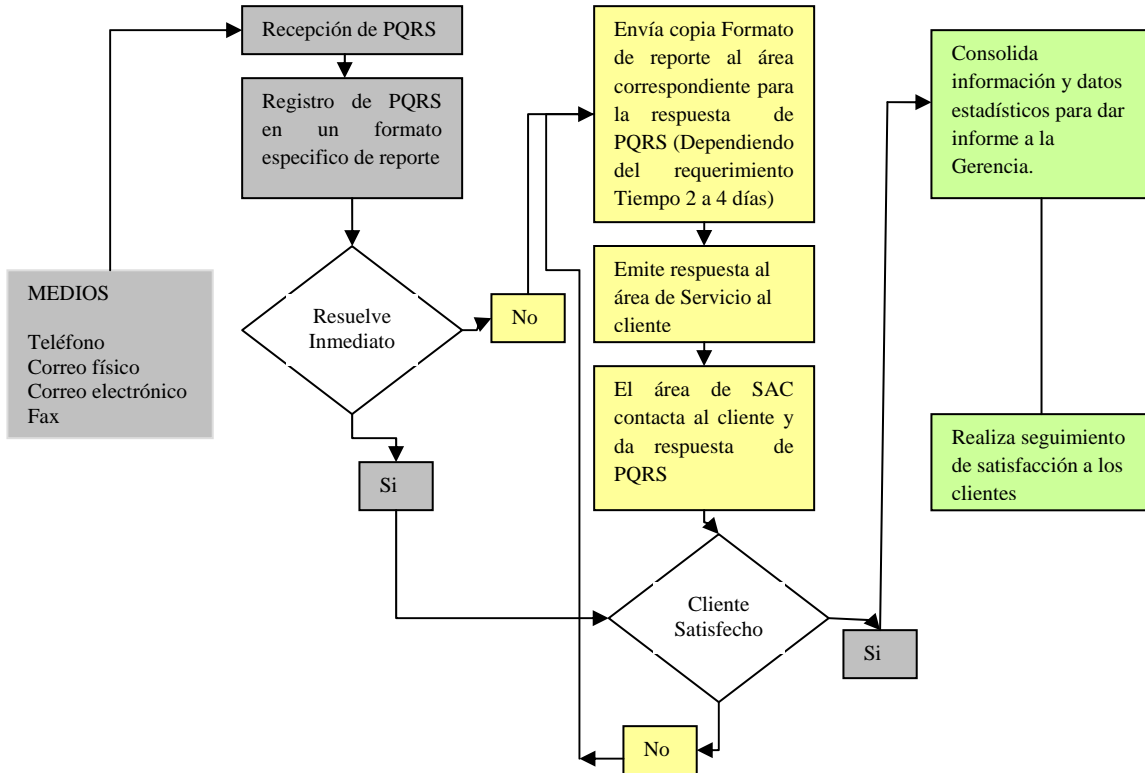 Recepción de PQRS
Registro de PQRS
en un formato
especifico de reporte
MEDIOS
Teléfono
Correo físico
Correo electrónico
Fax
Resuelve
Inmediato
No
Si
Envía copia Formato
de reporte al área
correspondiente para
la respuesta de
PQRS (Dependiendo
del requerimiento
Tiempo 2 a 4 días)
Emite respuesta al
área de Servicio al
cliente
El área de SAC
contacta al cliente y
da respuesta de
PQRS
Cliente
Satisfecho
Si
No
Consolida
información y datos
estadísticos para dar
informe a la
Gerencia.
Realiza seguimiento
de satisfacción a los
clientes